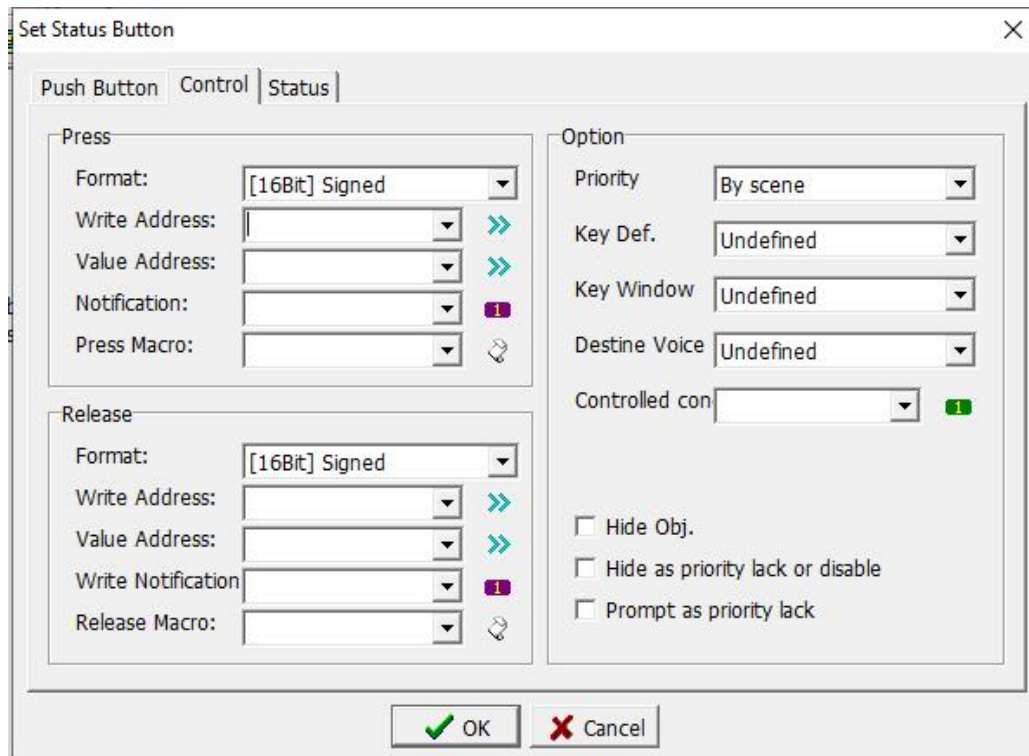 Set Status Button
Push Button Control Status
Press
Format: [16Bit] Signed
Write Address:
Value Address:
Notification: 1
Press Macro:
Release
Format: [16Bit] Signed
Write Address:
Value Address:
Write Notification 1
Release Macro:
Option
Priority By scene
Key Def. Undefined
Key Window Undefined
Destine Voice Undefined
Controlled con 1
Hide Obj.
Hide as priority lack or disable
Prompt as priority lack
OK Cancel